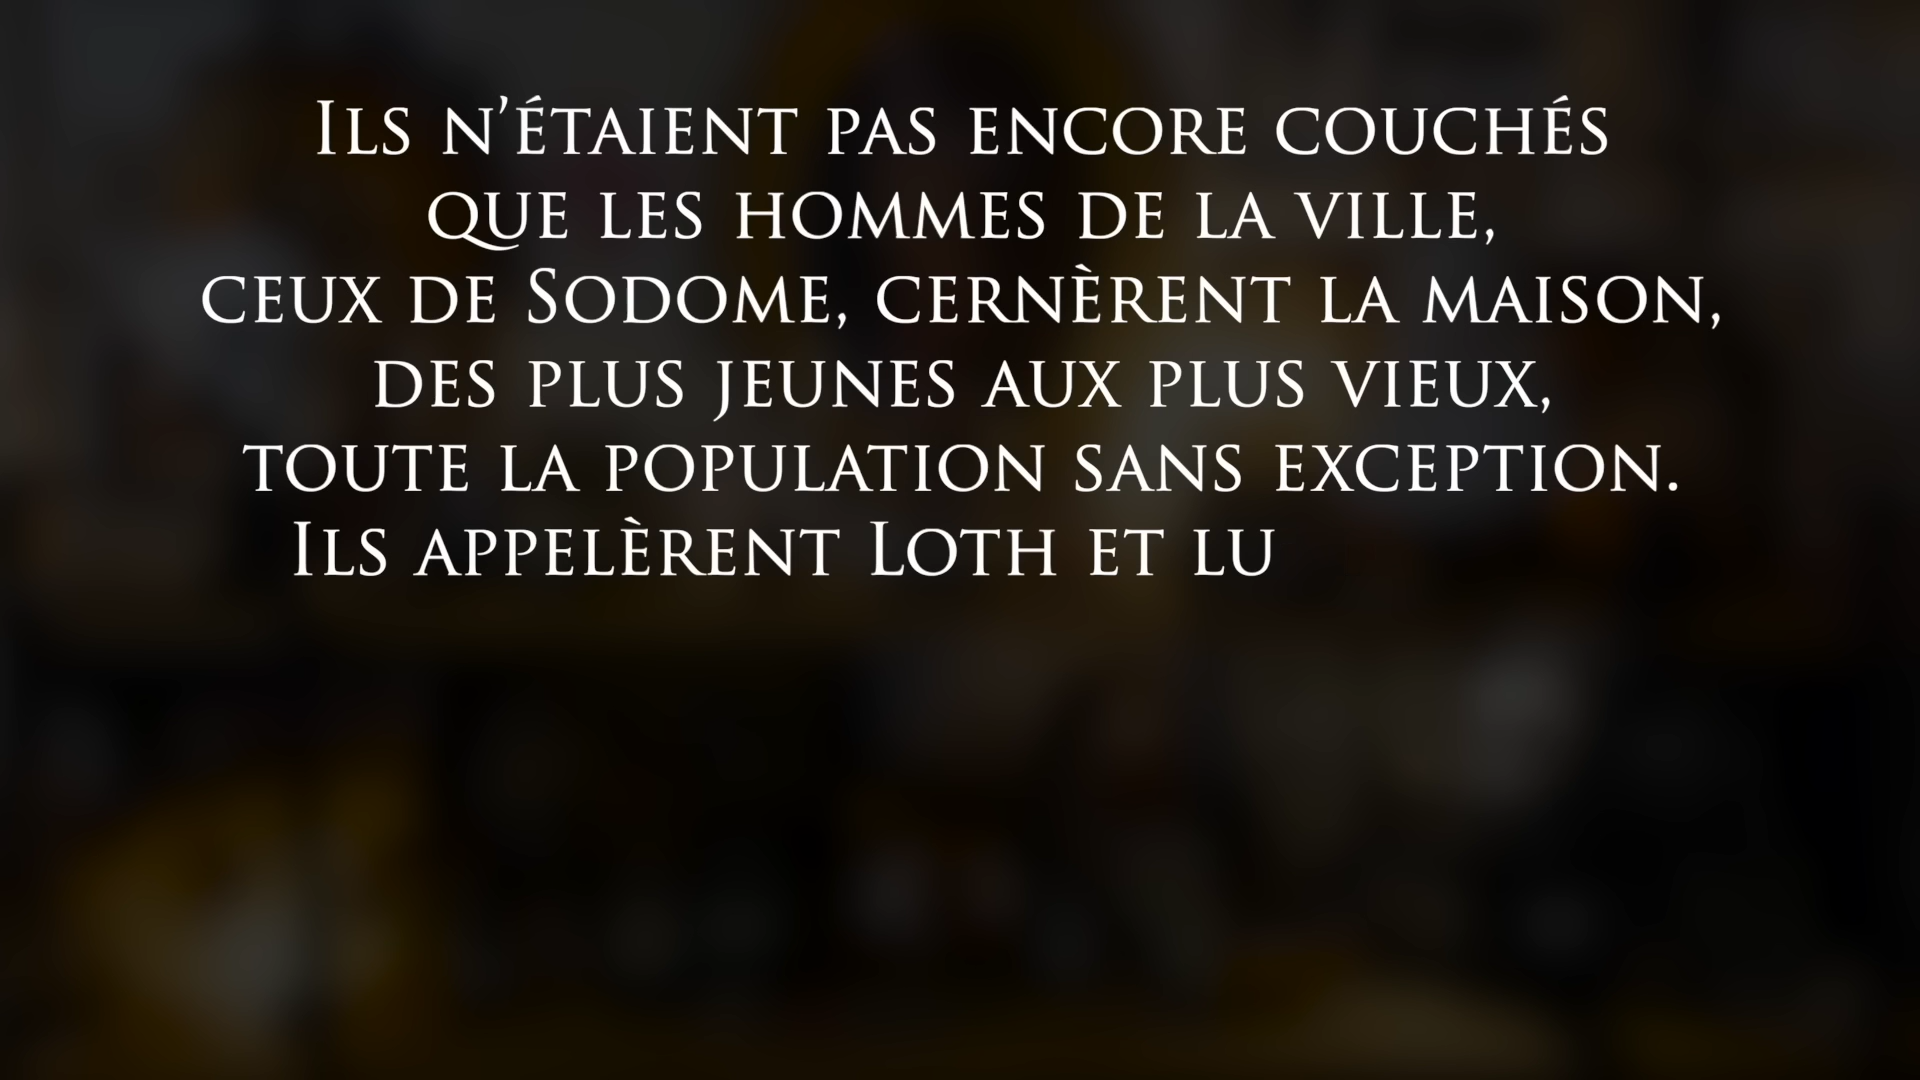 Ils n’étaient pas encore couchés
que les hommes de la ville,
ceux de Sodome, cernèrent la maison,
des plus jeunes aux plus vieux,
toute la population sans exception.
Ils appelèrent Loth et lu